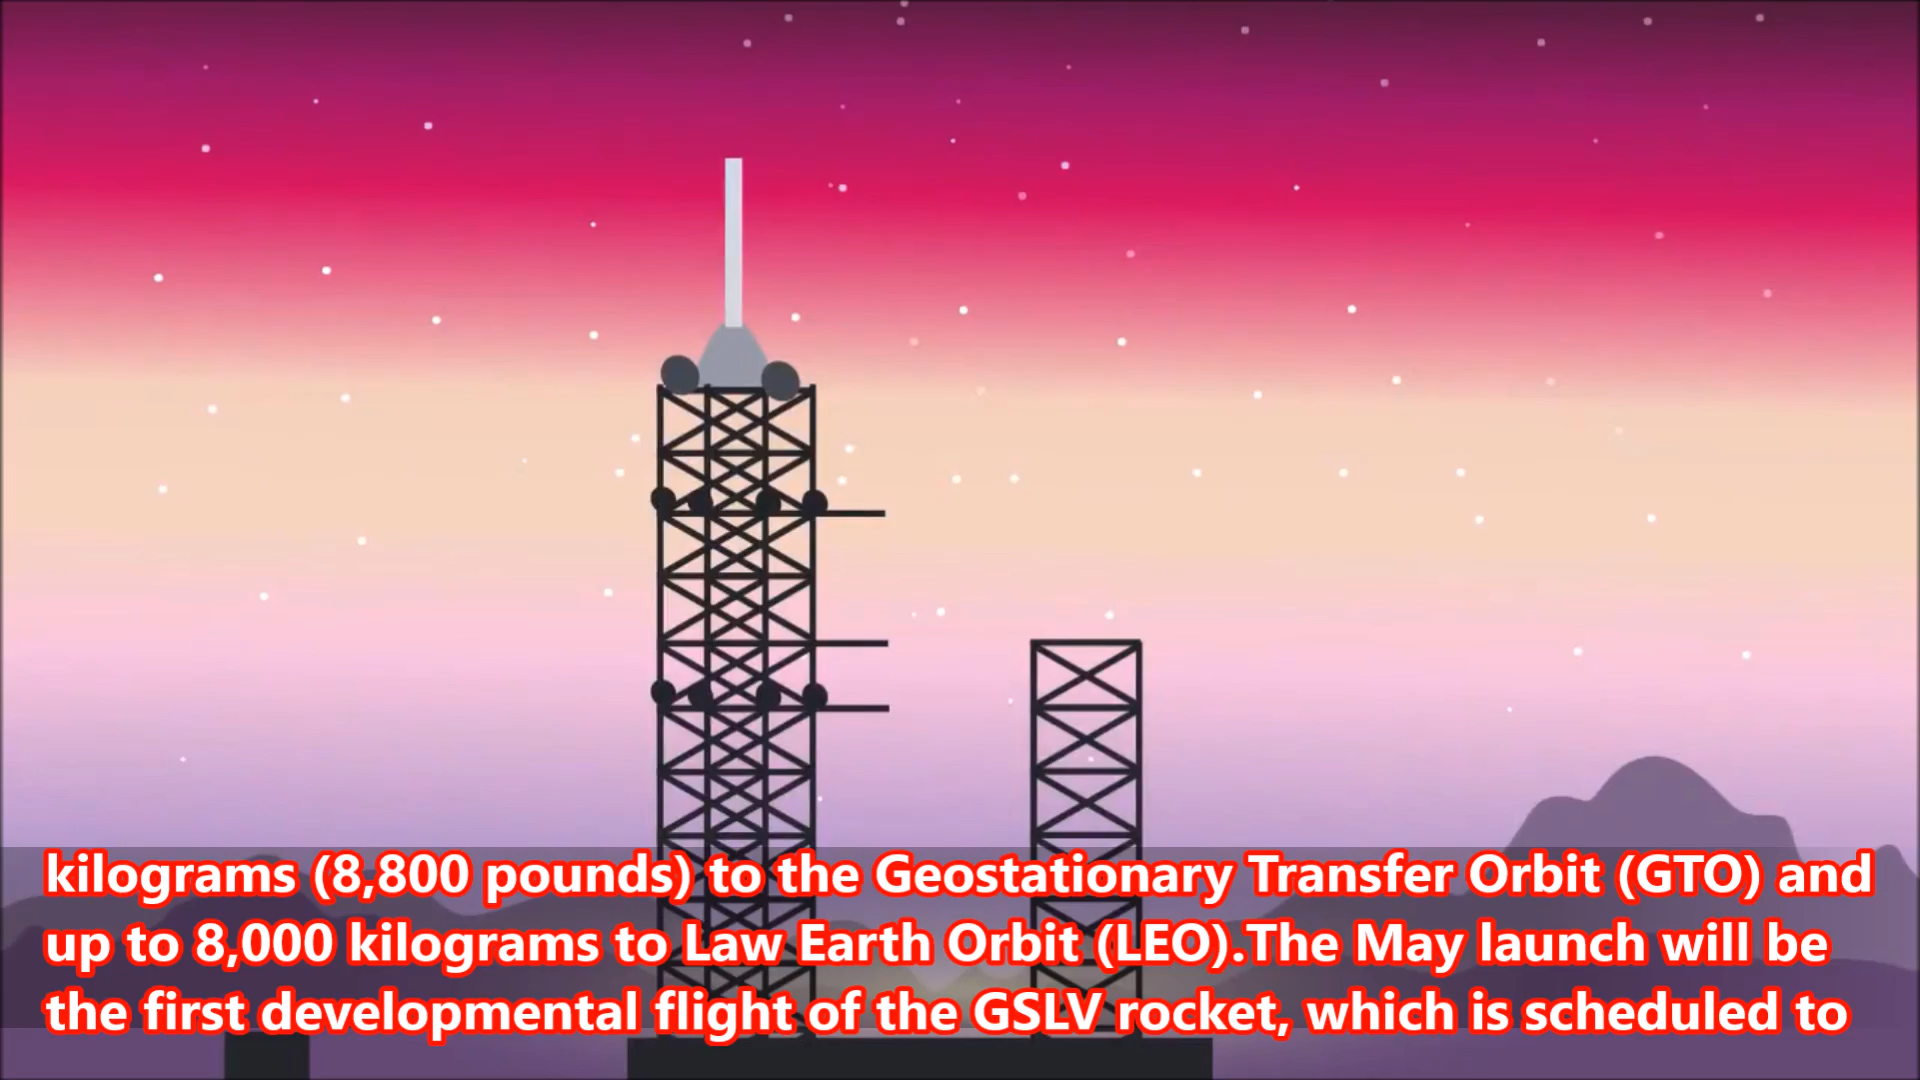 kilograms (8,800 pounds) to the Geostationary Transfer Orbit (GTO) and
up to 8,000 kilograms to Law Earth Orbit (LEO).The May launch will be
the first developmental flight of the GSLV rocket, which is scheduled to